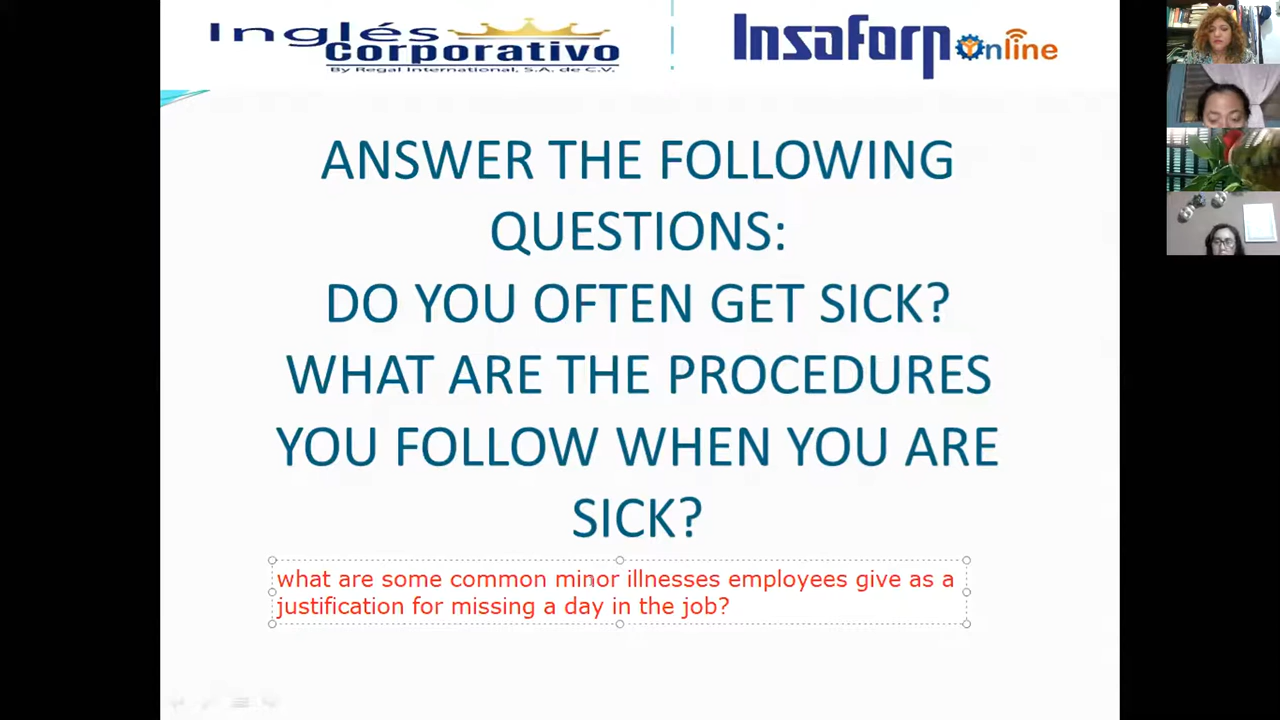 Inglés
Corporativo
By Regal International, S.A. de C.V.
Insaforp Online
ANSWER THE FOLLOWING
QUESTIONS:
DO YOU OFTEN GET SICK?
WHAT ARE THE PROCEDURES
YOU FOLLOW WHEN YOU ARE
SICK?
what are some common minor illnesses employees give as a
justification for missing a day in the job?